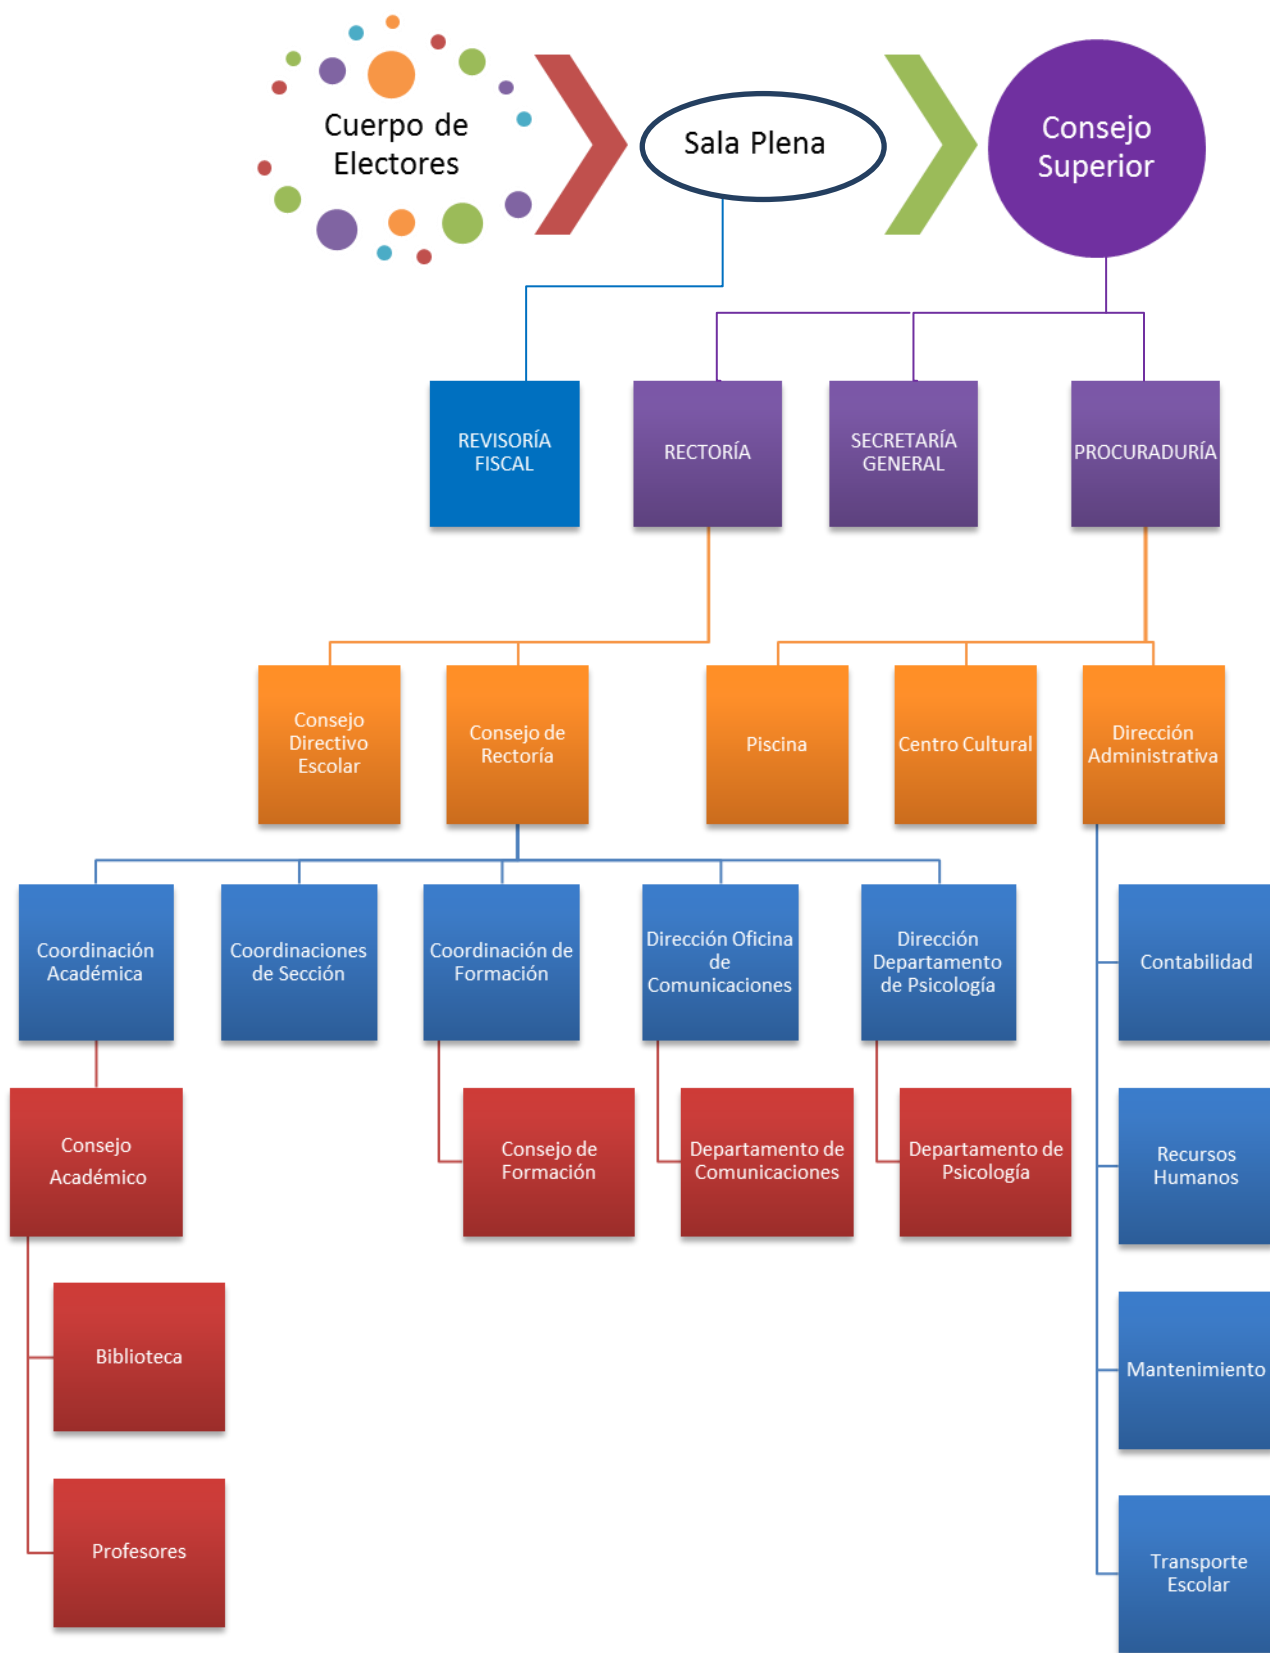 Cuerpo de
Electores
Sala Plena
Consejo
Superior
REVISORÍA
FISCAL
RECTORÍA
SECRETARÍA
GENERAL
PROCURADURÍA
Consejo
Directivo
Escolar
Consejo de
Rectoría
Piscina
Centro Cultural
Dirección
Administrativa
Coordinación
Académica
Coordinaciones
de Sección
Coordinación de
Formación
Dirección Oficina
de
Comunicaciones
Dirección
Departamento
de Psicología
Contabilidad
Consejo
Académico
Consejo de
Formación
Departamento de
Comunicaciones
Departamento de
Psicología
Recursos
Humanos
Biblioteca
Mantenimiento
Profesores
Transporte
Escolar